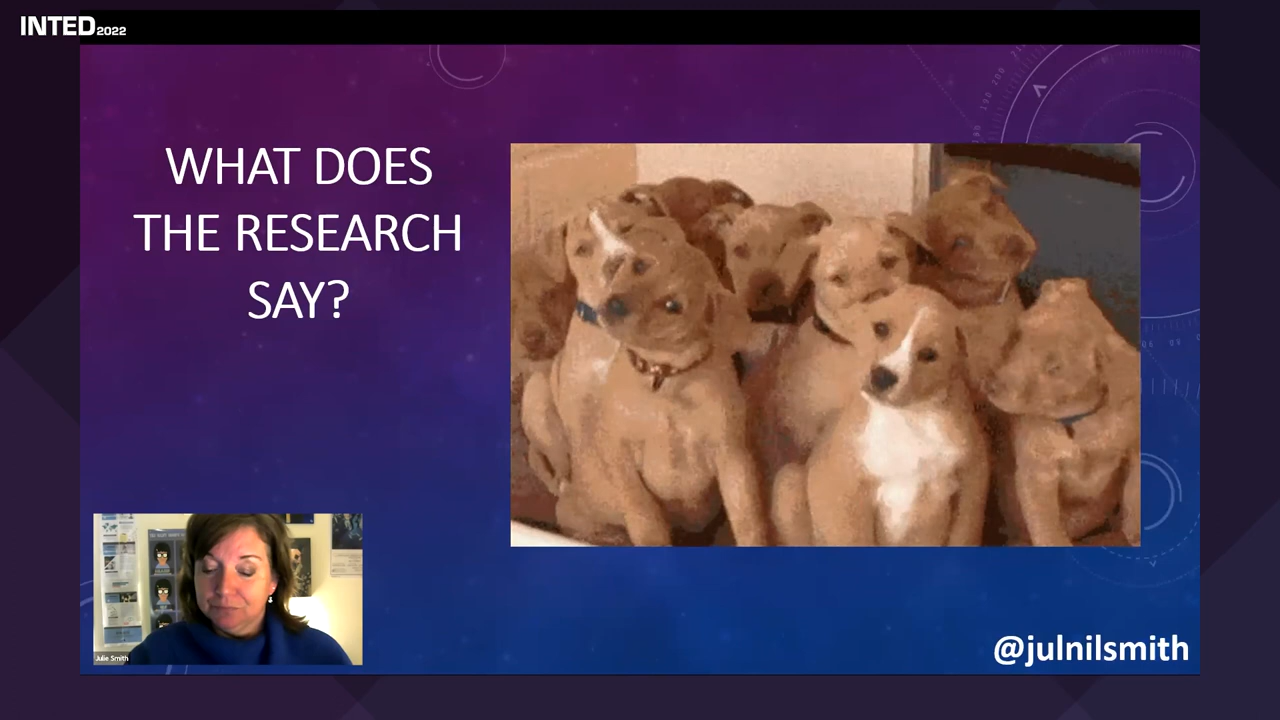 INTED2022
WHAT DOES
THE RESEARCH
SAY?
Julie Smith
@julnilsmith